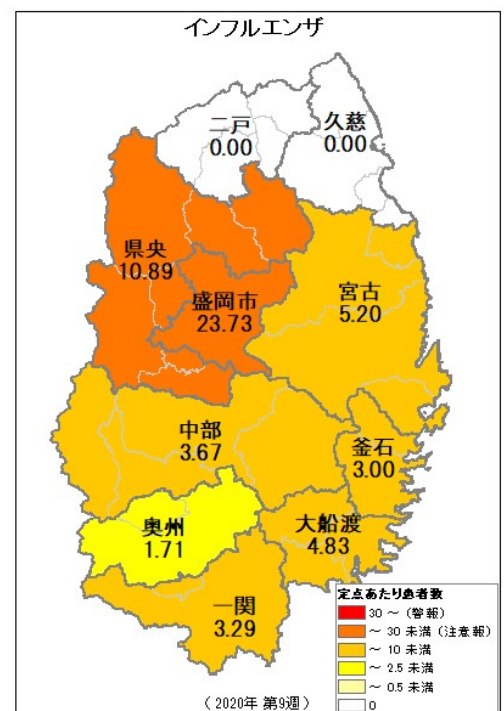 インフルエンザ
二戸
0.00
久慈
0.00
県央
10.89
盛岡市
23.73
宮古
5.20
中部
3.67
釜石
3.00
奥州
1.71
大船渡
4.83
一関
3.29
定点あたり患者数
30 ～ (警報)
～ 30 未満 (注意報)
～ 10 未満
～ 2.5 未満
～ 0.5 未満
0
( 2020年 第9週 )